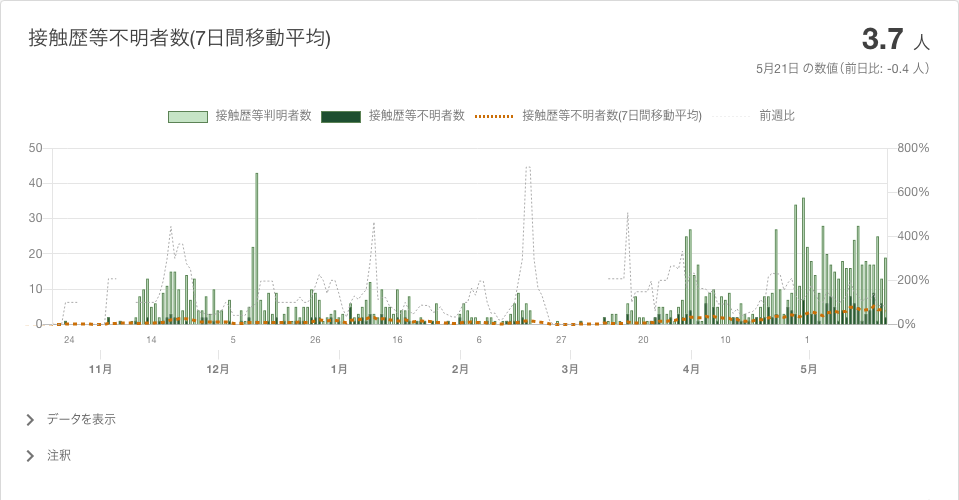 接触歴等不明者数(7日間移動平均)
3.7 人
5月21日 の数値（前日比: -0.4 人）
接触歴等判明者数 接触歴等不明者数 接触歴等不明者数(7日間移動平均) 前週比
50 800%
40 600%
30 400%
20 200%
10 0%
0
24 14 5 26 16 6 27 20 10 1
11月 12月 1月 2月 3月 4月 5月
データを表示
注釈